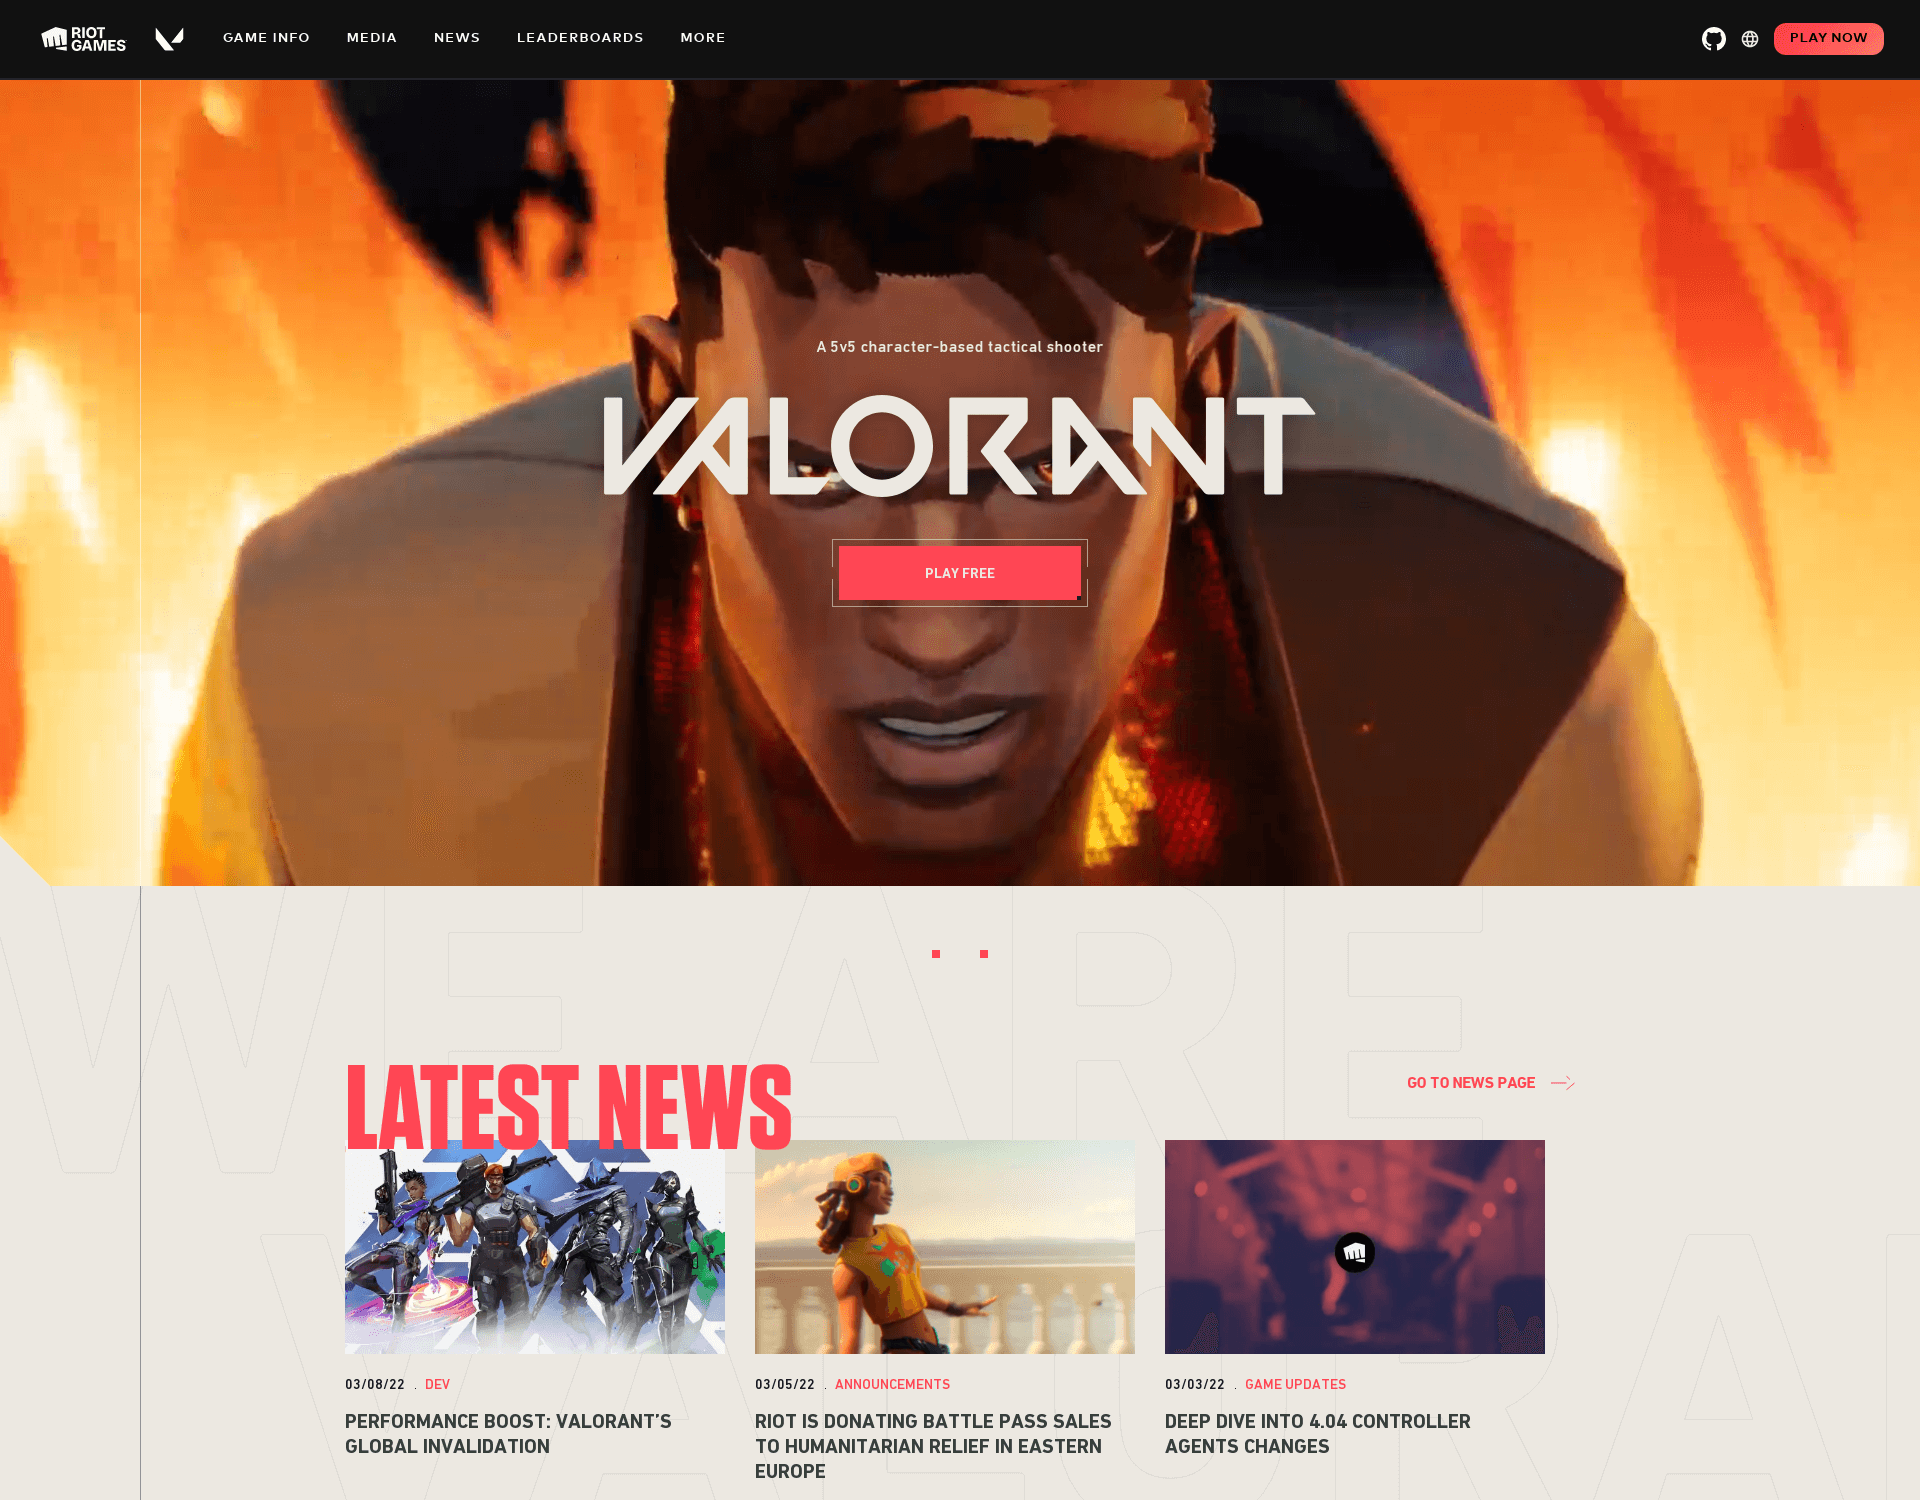 RIOT
GAMES
GAME INFO
MEDIA
NEWS
LEADERBOARDS
MORE
PLAY NOW
A 5v5 character-based tactical shooter
VALORANT
PLAY FREE
WE ARE
LATEST NEWS
GO TO NEWS PAGE
03/08/22 . DEV
PERFORMANCE BOOST: VALORANT’S
GLOBAL INVALIDATION
03/05/22 . ANNOUNCEMENTS
RIOT IS DONATING BATTLE PASS SALES
TO HUMANITARIAN RELIEF IN EASTERN
EUROPE
03/03/22 . GAME UPDATES
DEEP DIVE INTO 4.04 CONTROLLER
AGENTS CHANGES